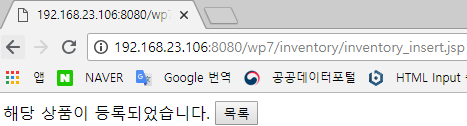 192.168.23.106:8080/wp7
192.168.23.106:8080/wp7/inventory/inventory_insert.jsp
앱 NAVER Google 번역 공공데이터포털 HTML Input
해당 상품이 등록되었습니다. 목록